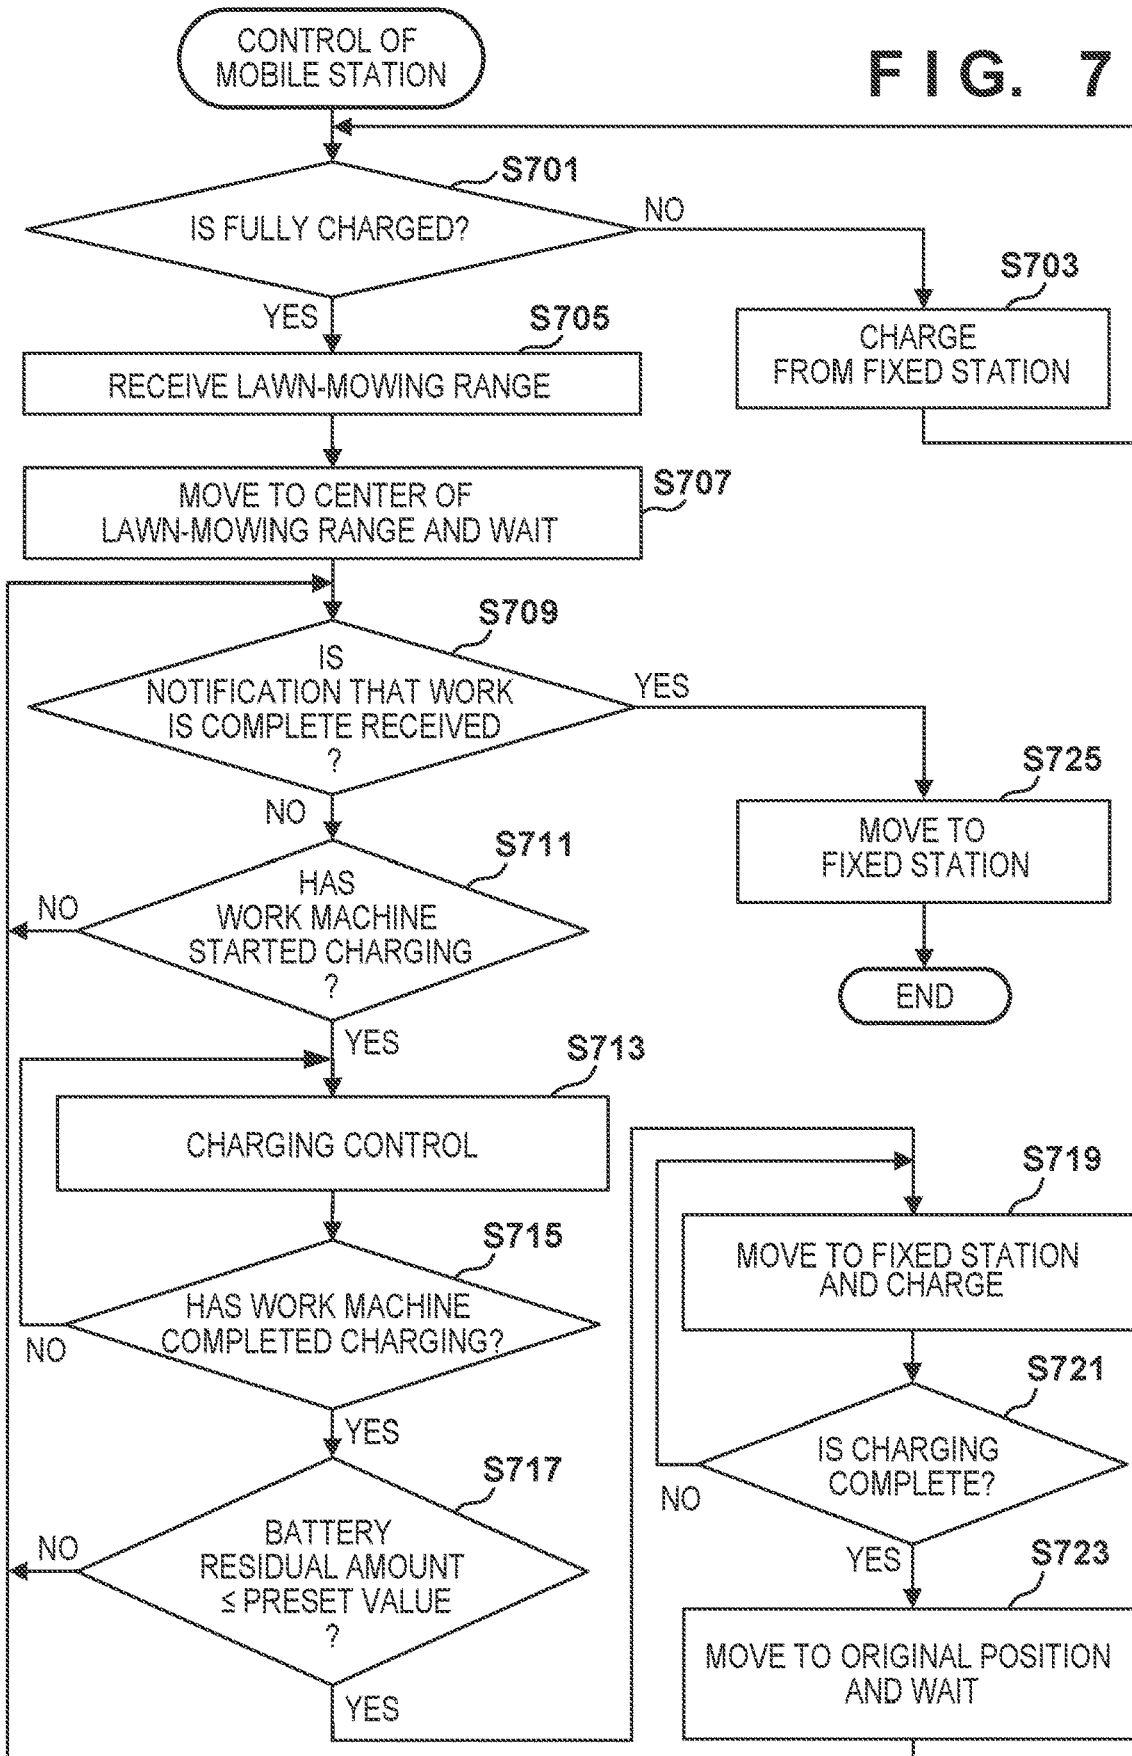 FIG. 7
CONTROL OF
MOBILE STATION
S701
IS FULLY CHARGED?
NO
YES
S703
CHARGE
FROM FIXED STATION
S705
RECEIVE LAWN-MOWING RANGE
S707
MOVE TO CENTER OF
LAWN-MOWING RANGE AND WAIT
S709
IS
NOTIFICATION THAT WORK
IS COMPLETE RECEIVED
?
YES
NO
S725
MOVE TO
FIXED STATION
END
S711
HAS
WORK MACHINE
STARTED CHARGING
?
NO
YES
S713
CHARGING CONTROL
S715
HAS WORK MACHINE
COMPLETED CHARGING?
NO
YES
S717
BATTERY
RESIDUAL AMOUNT
≤ PRESET VALUE
?
NO
YES
S719
MOVE TO FIXED STATION
AND CHARGE
S721
IS CHARGING
COMPLETE?
NO
YES
S723
MOVE TO ORIGINAL POSITION
AND WAIT